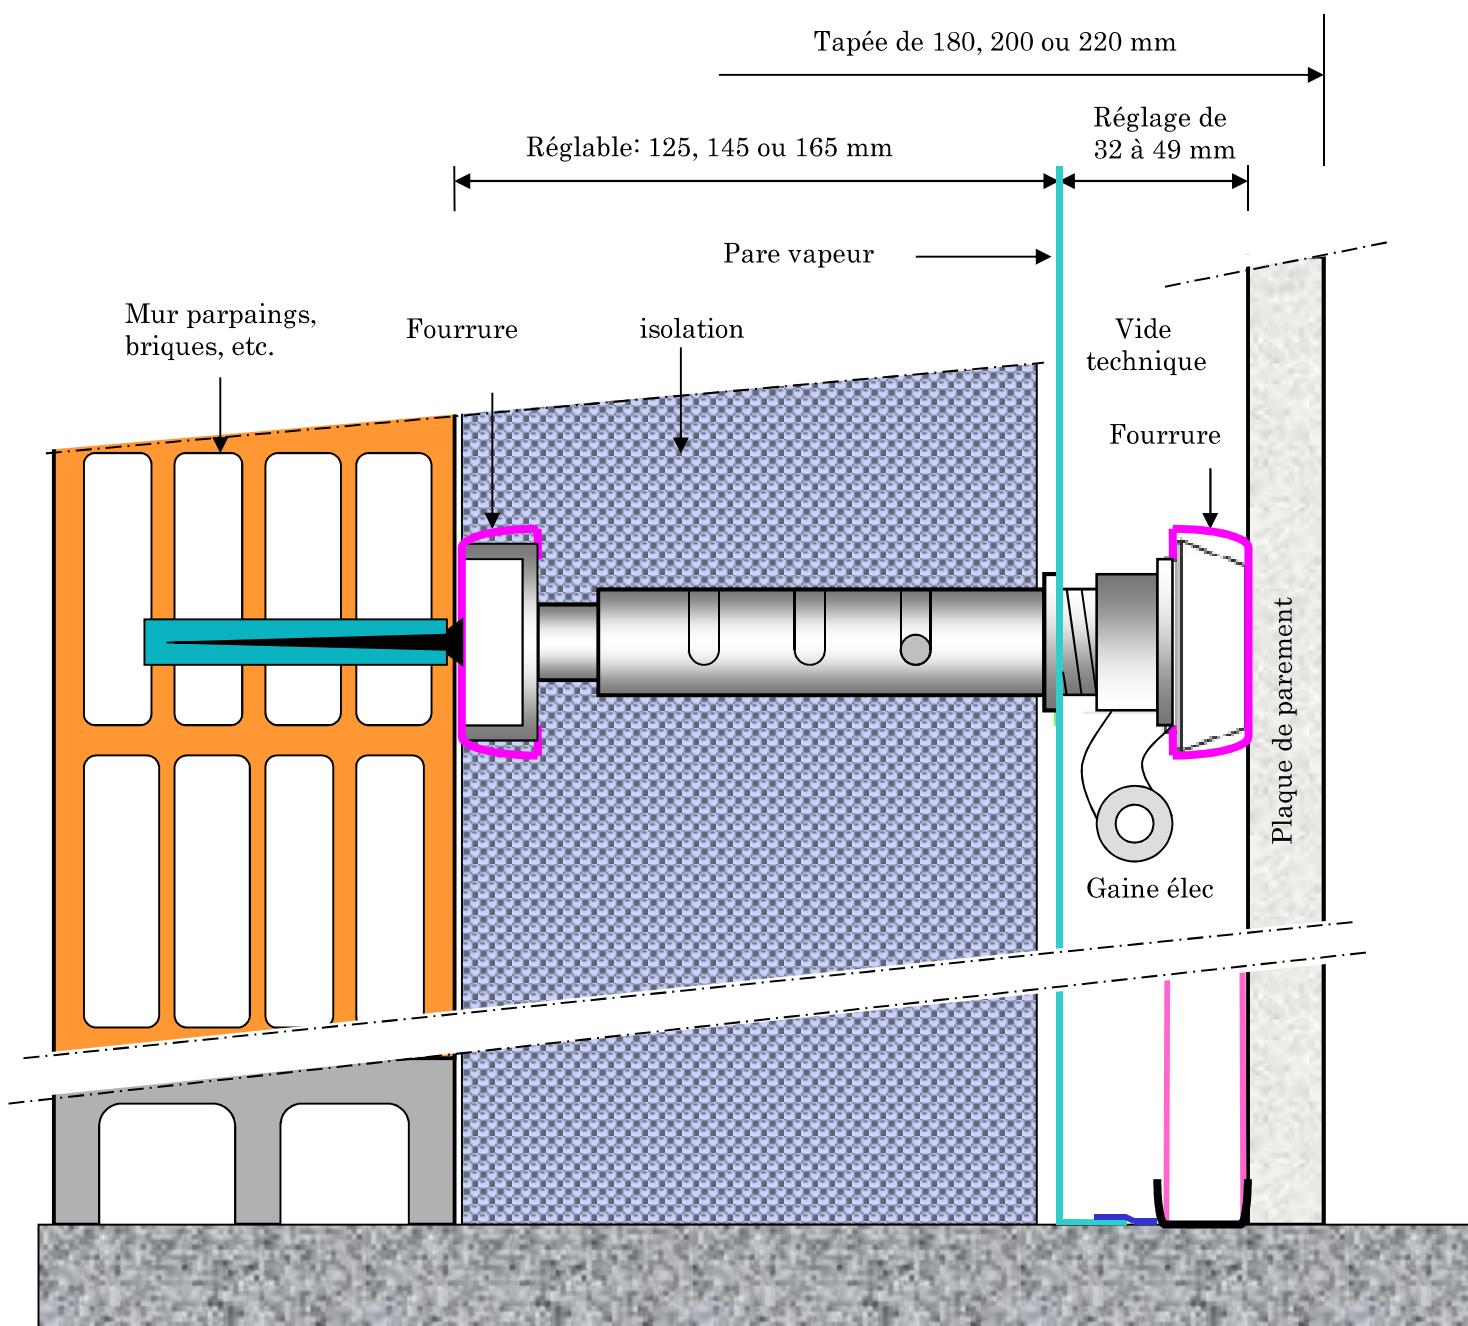 Tapée de 180, 200 ou 220 mm
Réglage de
32 à 49 mm
Réglable: 125, 145 ou 165 mm
Pare vapeur
Mur parpaings,
briques, etc.
Fourrure
isolation
Vide
technique
Fourrure
Plaque de parement
Gaine élec